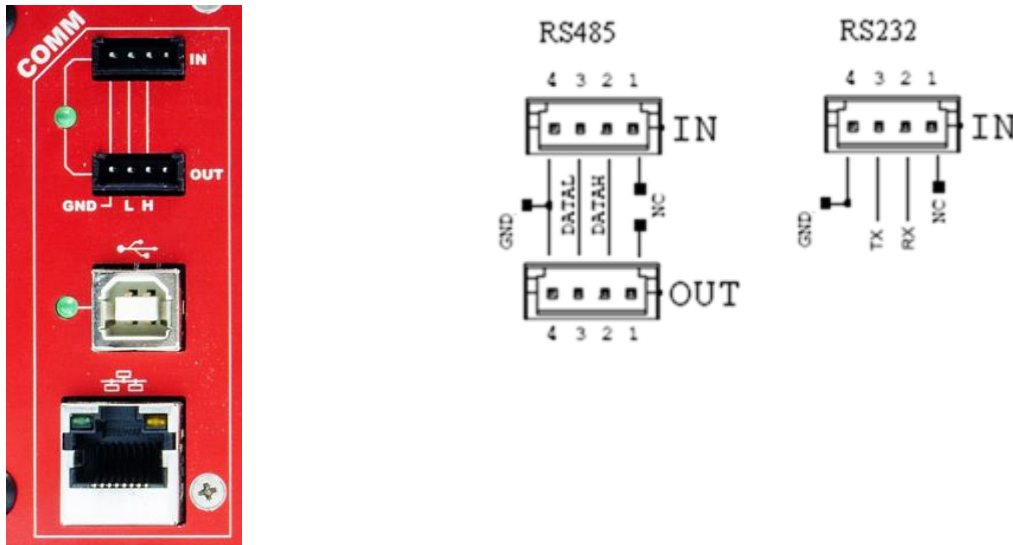 COMM
IN
OUT
GND L H
RS485
4 3 2 1
IN
GND
DATAL
DATAH
NC
OUT
4 3 2 1
RS232
4 3 2 1
IN
GND
TX
RX
NC